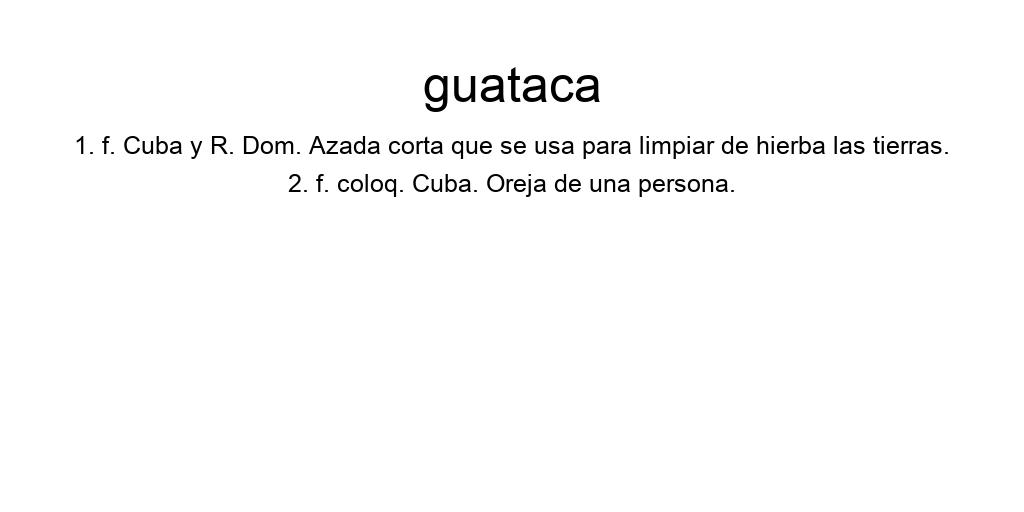 guataca
1. f. Cuba y R. Dom. Azada corta que se usa para limpiar de hierba las tierras.
2. f. coloq. Cuba. Oreja de una persona.